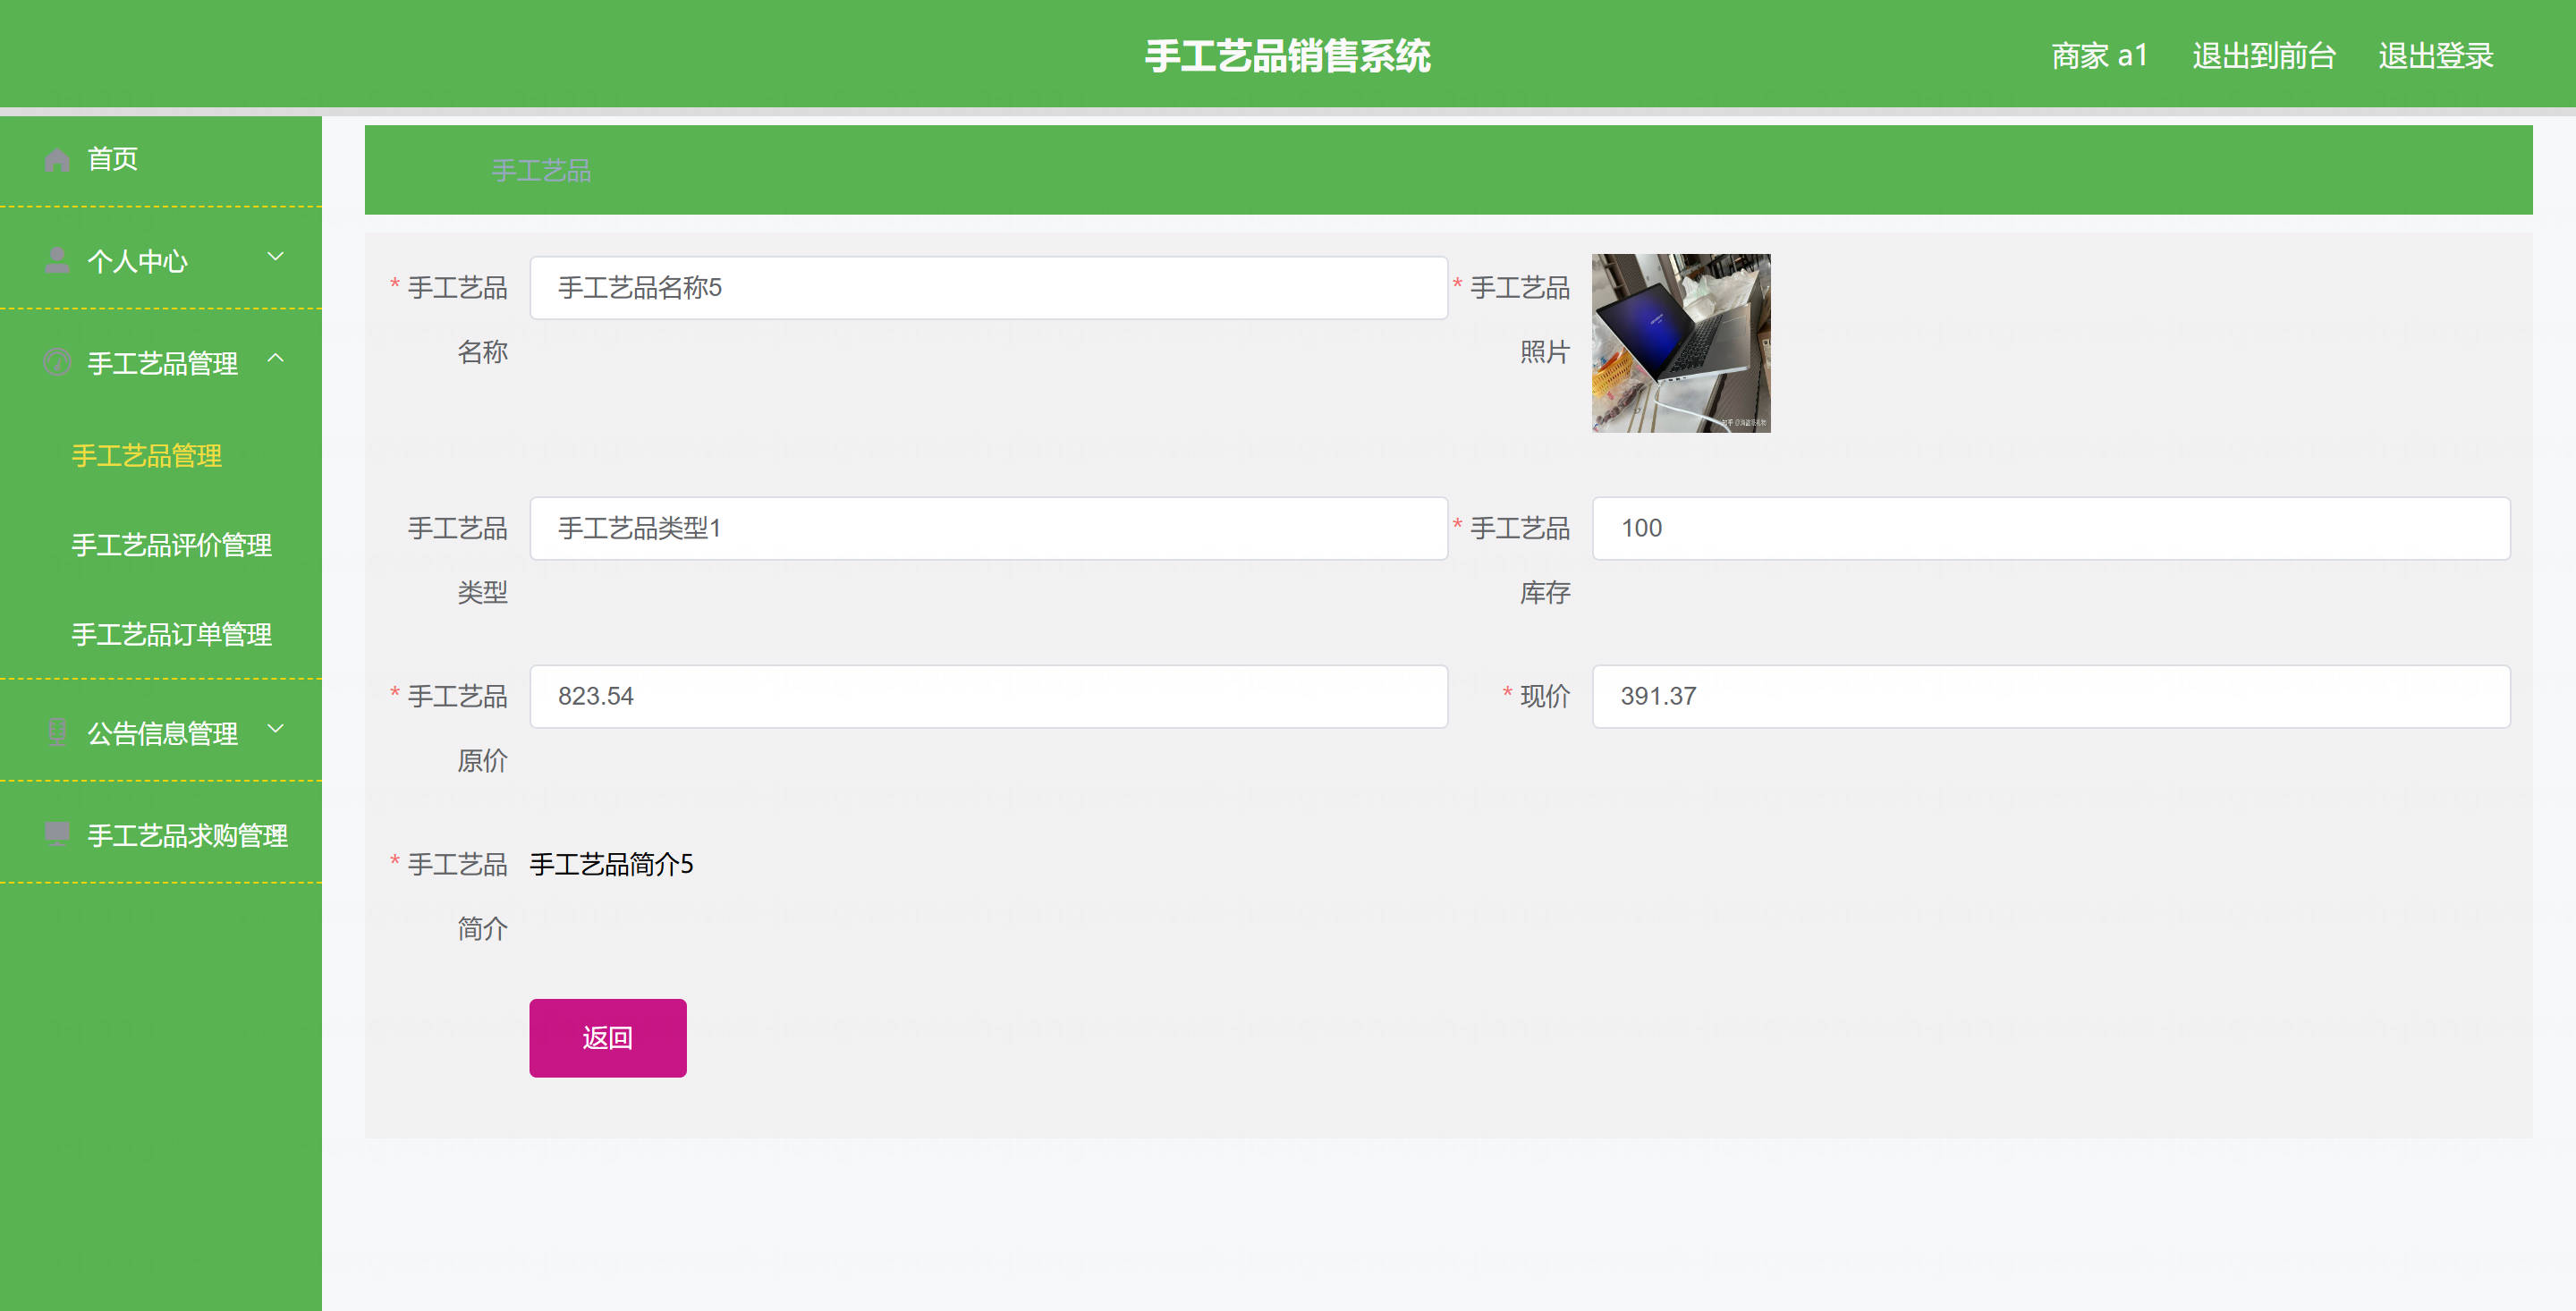 手工艺品销售系统
商家 a1 退出到前台 退出登录
首页
个人中心
手工艺品管理
手工艺品管理
手工艺品评价管理
手工艺品订单管理
公告信息管理
手工艺品求购管理
手工艺品
* 手工艺品名称
手工艺品名称5
* 手工艺品照片
手工艺品类型
手工艺品类型1
* 手工艺品库存
100
* 手工艺品原价
823.54
* 现价
391.37
* 手工艺品简介
手工艺品简介5
返回